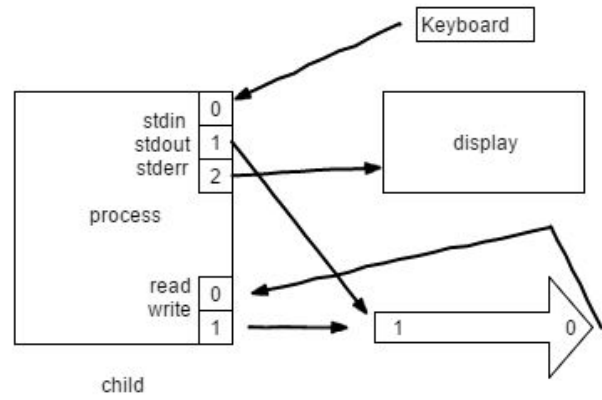 Keyboard
stdin 0
stdout 1
stderr 2
display
process
read 0
write 1
1 0
child